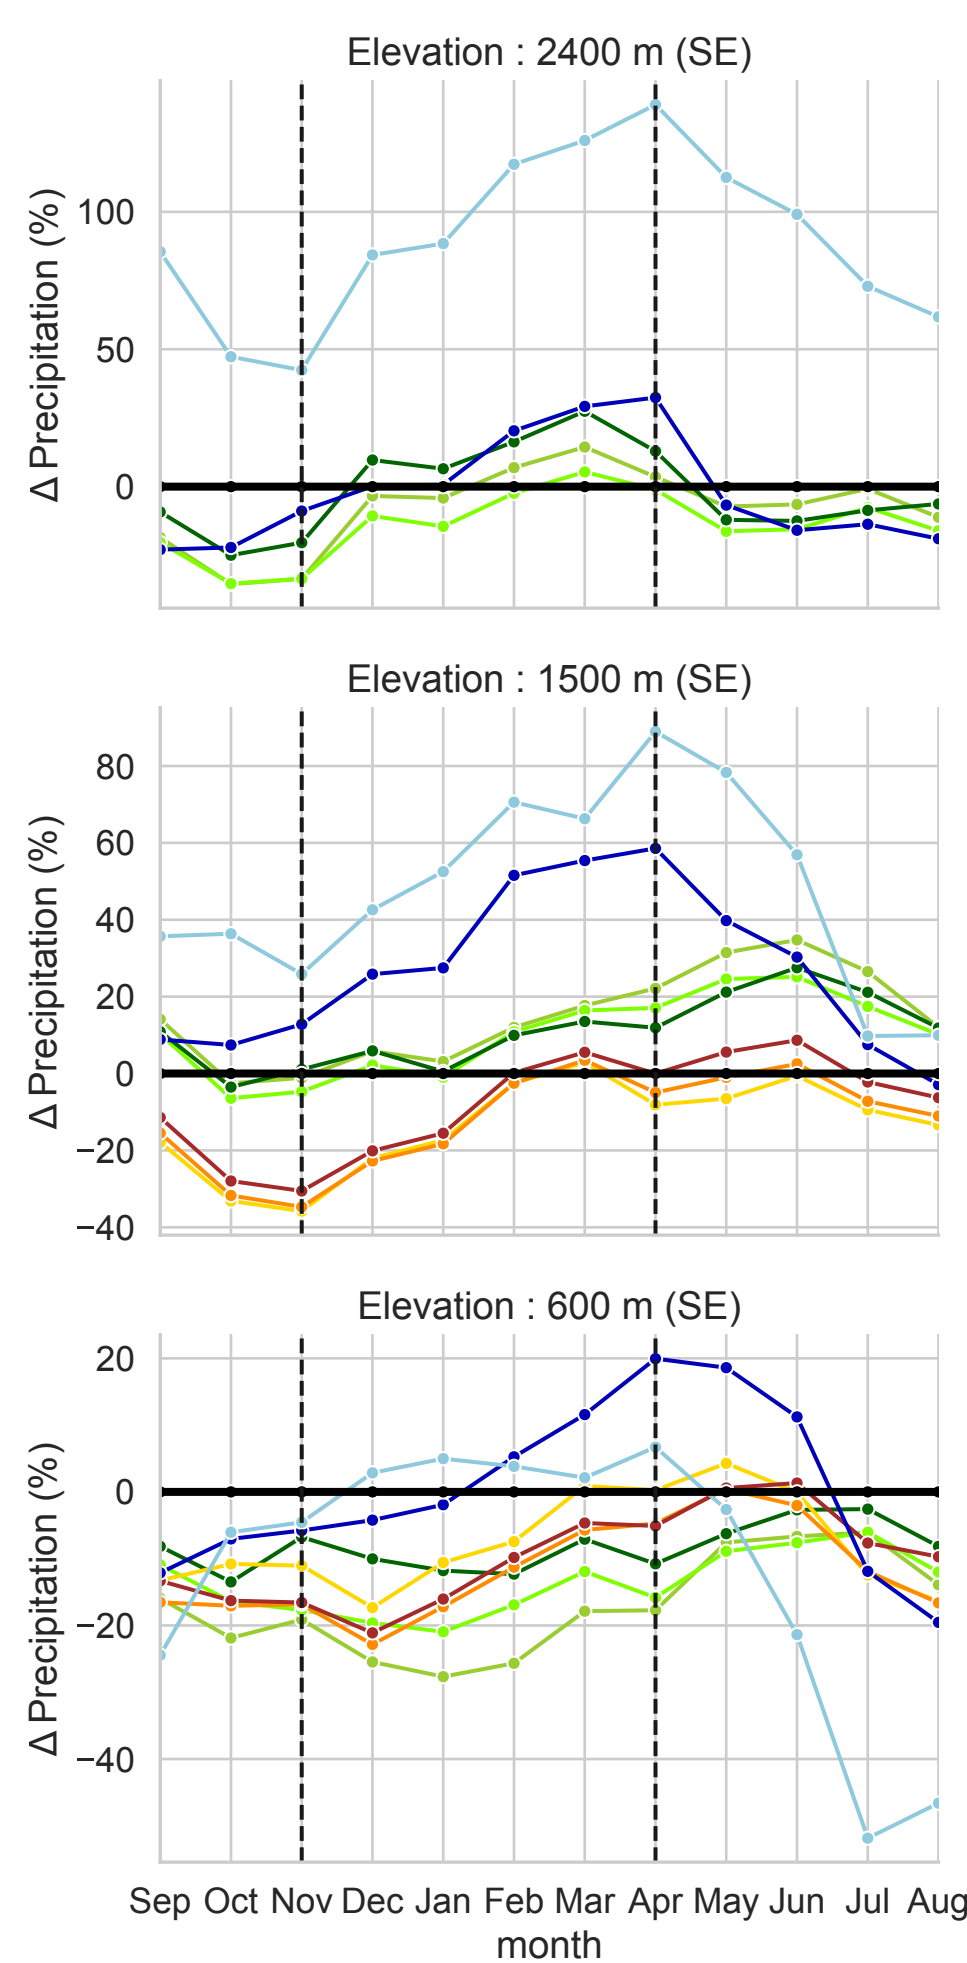 Elevation : 2400 m (SE)
Δ Precipitation (%)
100
50
0
Elevation : 1500 m (SE)
Δ Precipitation (%)
80
60
40
20
0
−20
−40
Elevation : 600 m (SE)
Δ Precipitation (%)
20
0
−20
−40
Sep Oct Nov Dec Jan Feb Mar Apr May Jun Jul Aug
month